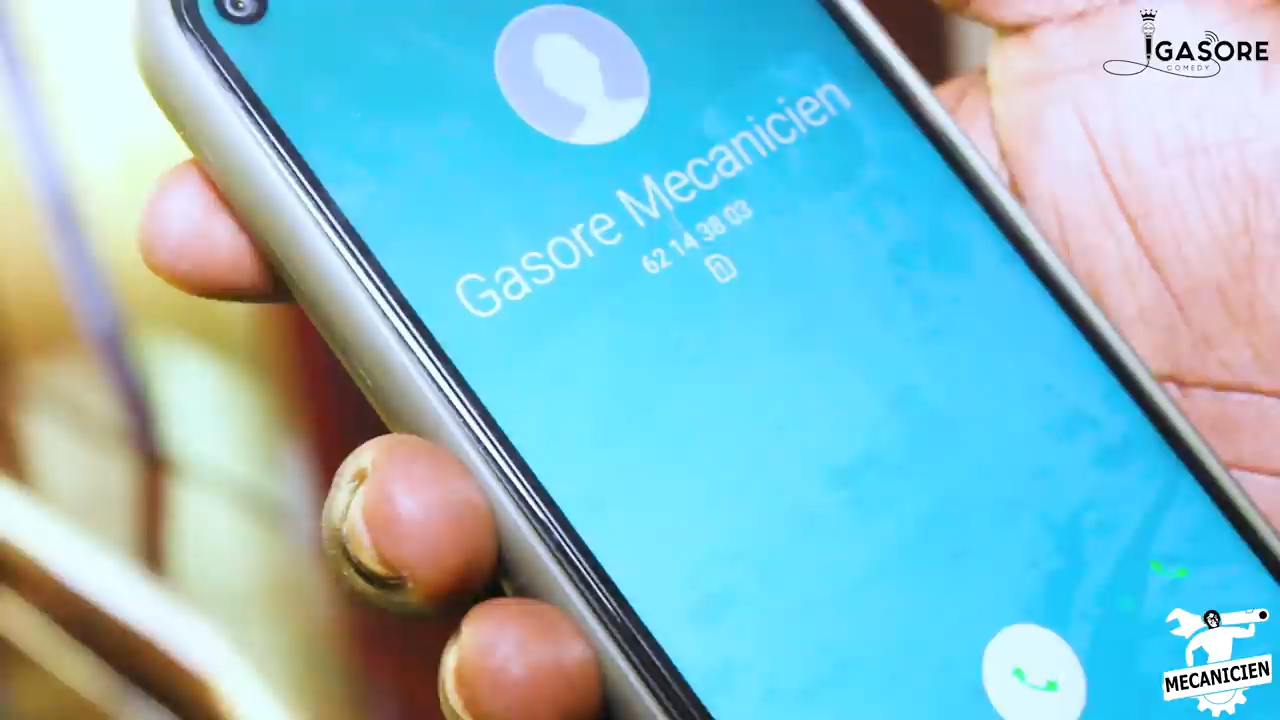 GASORE
COMEDY
Gasore Mecanicien
62 14 38 03
MECANICIEN